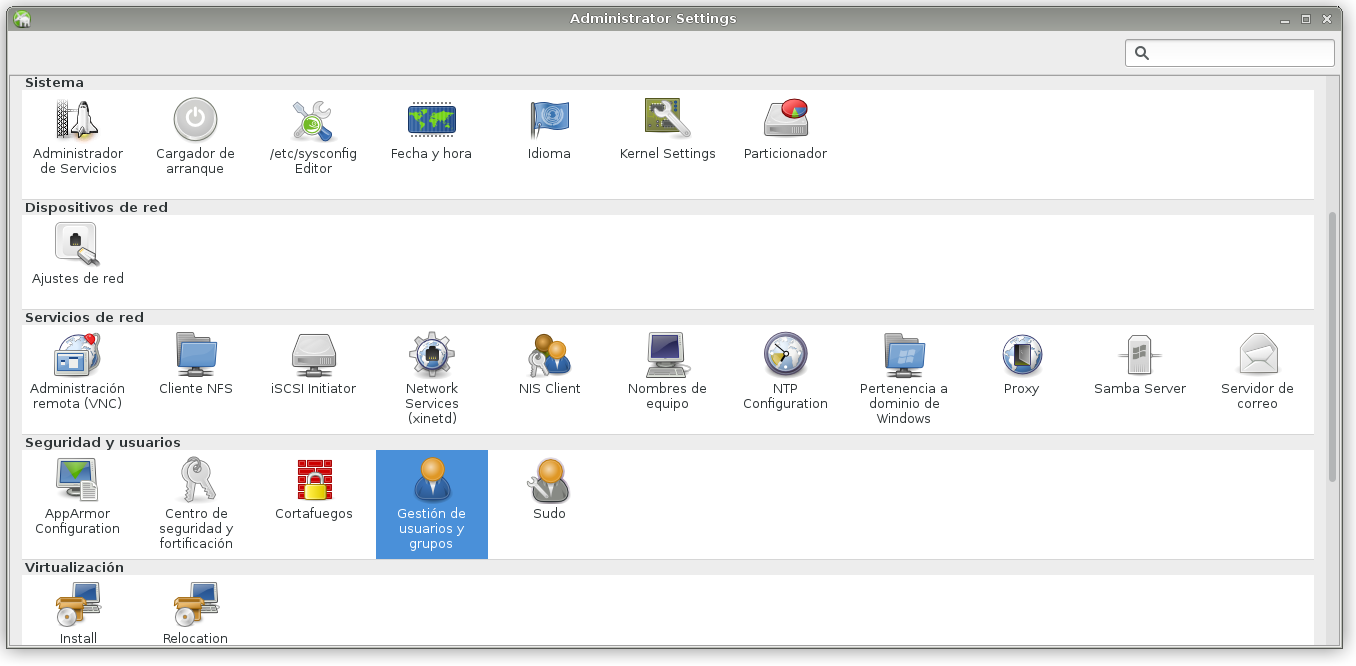 Administrator Settings
Sistema
Administrador
de Servicios
Cargador de
arranque
/etc/sysconfig
Editor
Fecha y hora
Idioma
Kernel Settings
Particionador
Dispositivos de red
Ajustes de red
Servicios de red
Administración
remota (VNC)
Cliente NFS
iSCSI Initiator
Network
Services
(xinetd)
NIS Client
Nombres de
equipo
NTP
Configuration
Pertenencia a
dominio de
Windows
Proxy
Samba Server
Servidor de
correo
Seguridad y usuarios
AppArmor
Configuration
Centro de
seguridad y
fortificación
Cortafuegos
Gestión de
usuarios y
grupos
Sudo
Virtualización
Install
Relocation